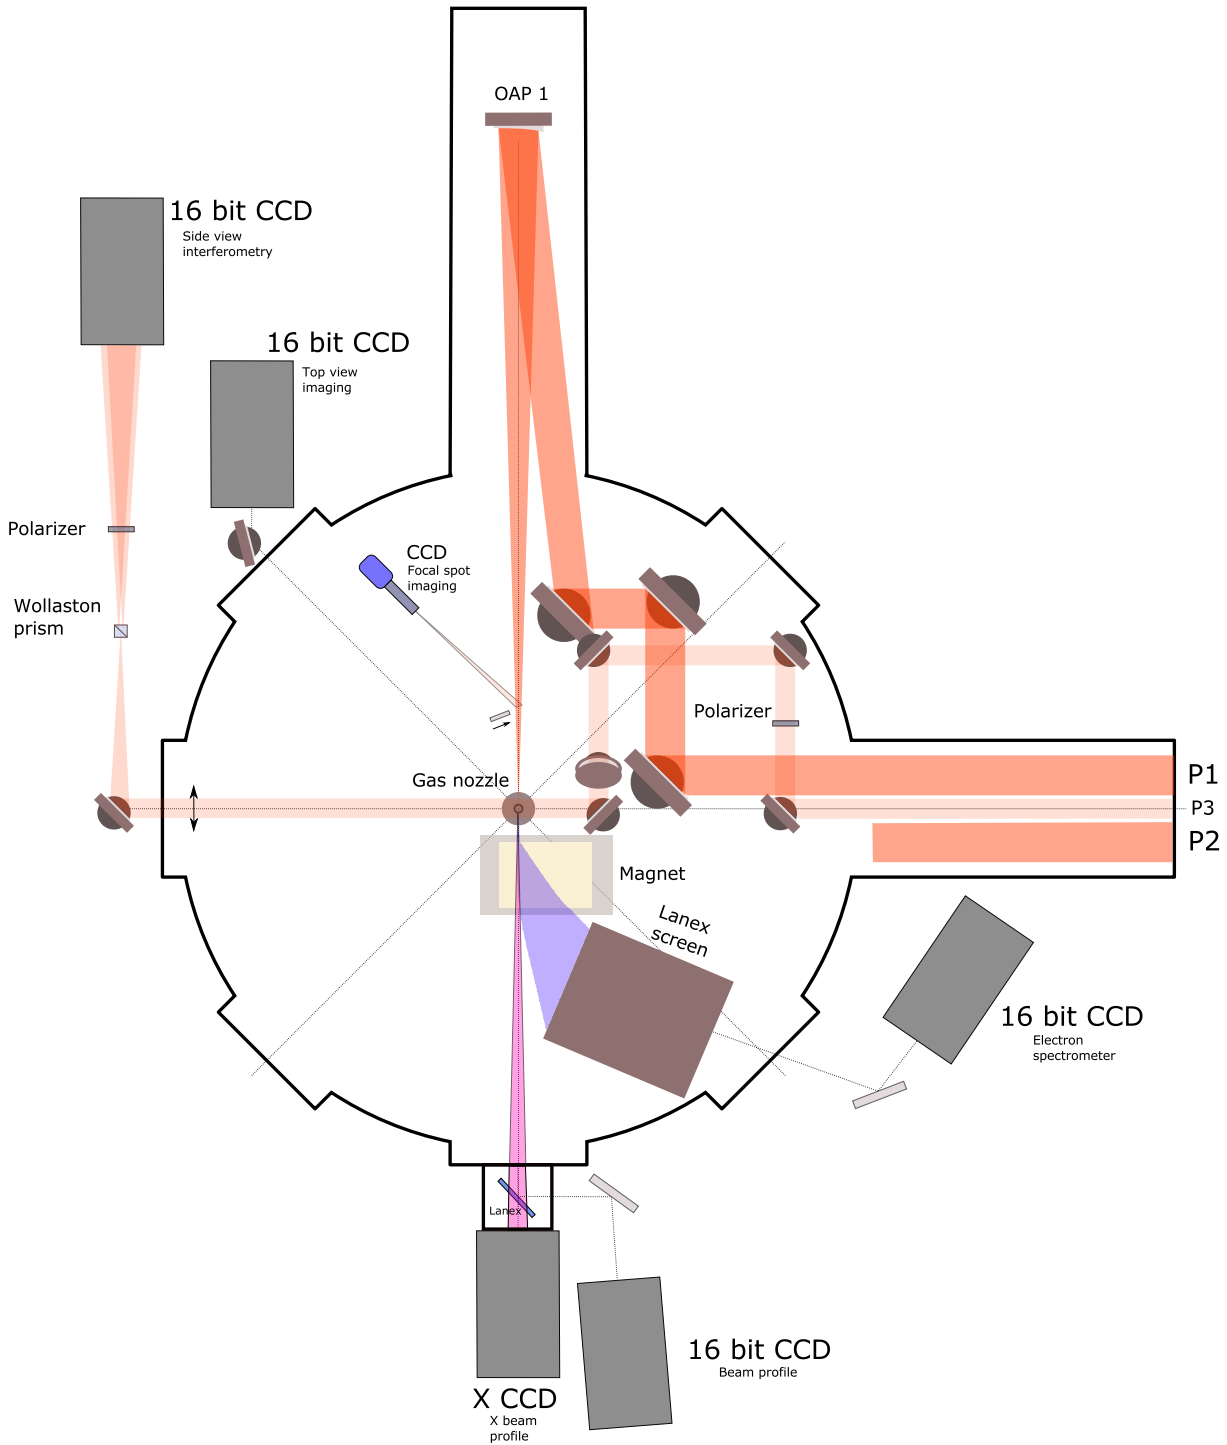 OAP 1
16 bit CCD
Side view
interferometry
16 bit CCD
Top view
imaging
Polarizer
CCD
Focal spot
imaging
Wollaston
prism
Polarizer
Gas nozzle
P1
P3
P2
Magnet
Lanex
screen
16 bit CCD
Electron
spectrometer
Lanex
16 bit CCD
Beam profile
X CCD
X beam
profile